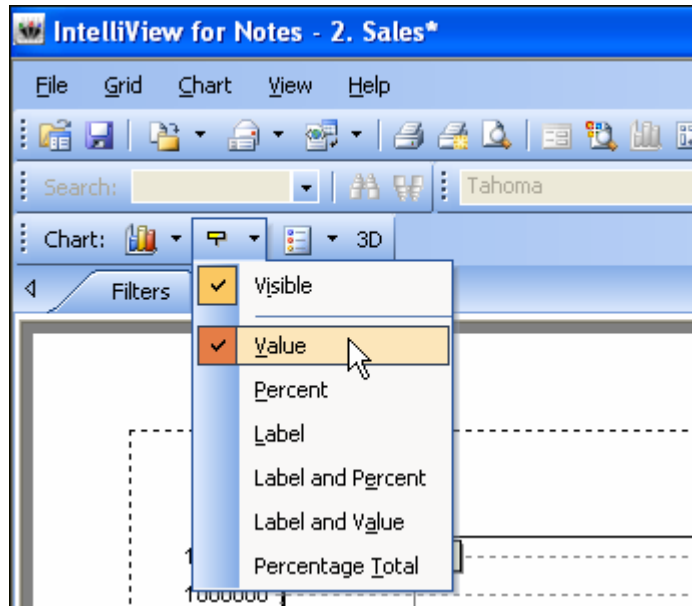 IntelliView for Notes - 2. Sales*
File Grid Chart View Help
Search: Tahoma
Chart: 3D
Filters
Visible
Value
Percent
Label
Label and Percent
Label and Value
Percentage Total
1000000